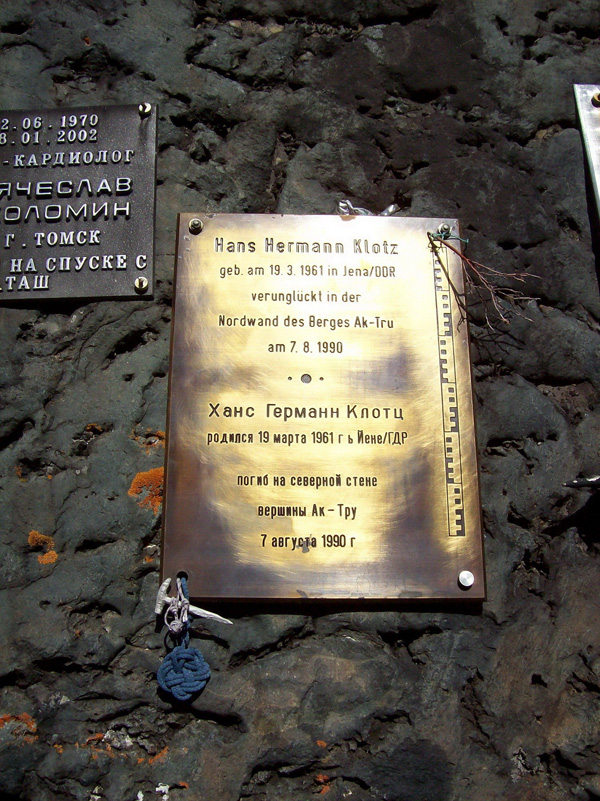 2.06.1970
8.01.2002
-КАРДИОЛОГ
ЯЧЕСЛАВ
ОЛОМИН
Г. ТОМСК
НА СПУСКЕ С
ТАШ
Hans Hermann Klotz
geb. am 19. 3. 1961 in Jena/DDR
verunglückt in der
Nordwand des Berges Ak-Tru
am 7. 8. 1990
Ханс Германн Клотц
родился 19 марта 1961 г ь Йене/ГДР
погиб на северной стене
вершины Ак-Тру
7 августа 1990 г